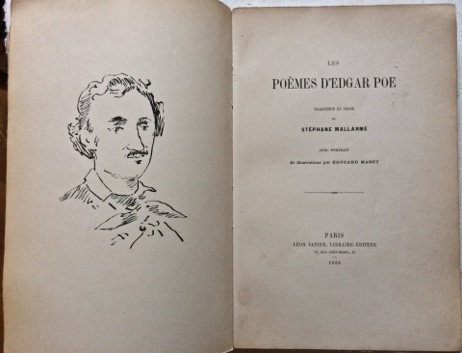 LES
POÈMES D'EDGAR POE
TRADUCTION EN PROSE
DE
STÉPHANE MALLARMÉ
AVEC PORTRAIT
Et Illustrations par ÉDOUARD MANET
PARIS
LÉON VANIER, LIBRAIRE-ÉDITEUR